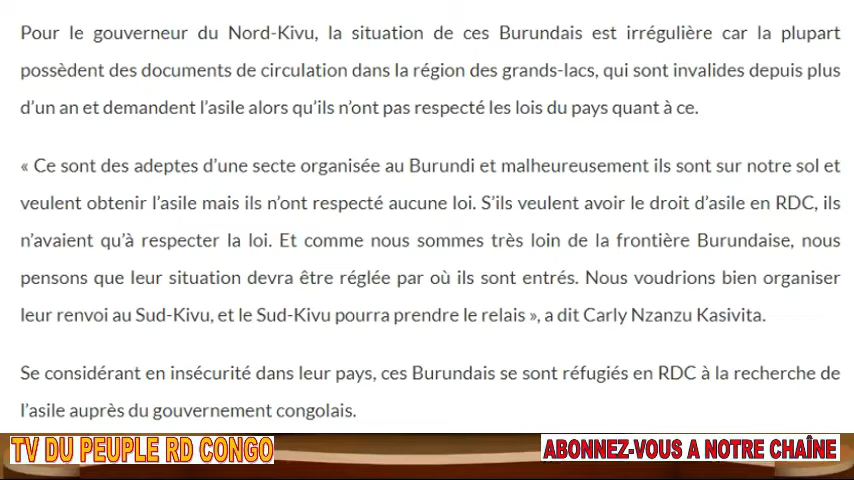 Pour le gouverneur du Nord-Kivu, la situation de ces Burundais est irrégulière car la plupart
possèdent des documents de circulation dans la région des grands-lacs, qui sont invalides depuis plus
d'un an et demandent l'asile alors qu'ils n'ont pas respecté les lois du pays quant à ce.
« Ce sont des adeptes d'une secte organisée au Burundi et malheureusement ils sont sur notre sol et
veulent obtenir l'asile mais ils n'ont respecté aucune loi. S'ils veulent avoir le droit d'asile en RDC, ils
n'avaient qu'à respecter la loi. Et comme nous sommes très loin de la frontière Burundaise, nous
pensons que leur situation devra être réglée par où ils sont entrés. Nous voudrions bien organiser
leur renvoi au Sud-Kivu, et le Sud-Kivu pourra prendre le relais », a dit Carly Nzanzu Kasivita.
Se considérant en insécurité dans leur pays, ces Burundais se sont réfugiés en RDC à la recherche de
l'asile auprès du gouvernement congolais.
TV DU PEUPLE RD CONGO
ABONNEZ-VOUS A NOTRE CHAÎNE